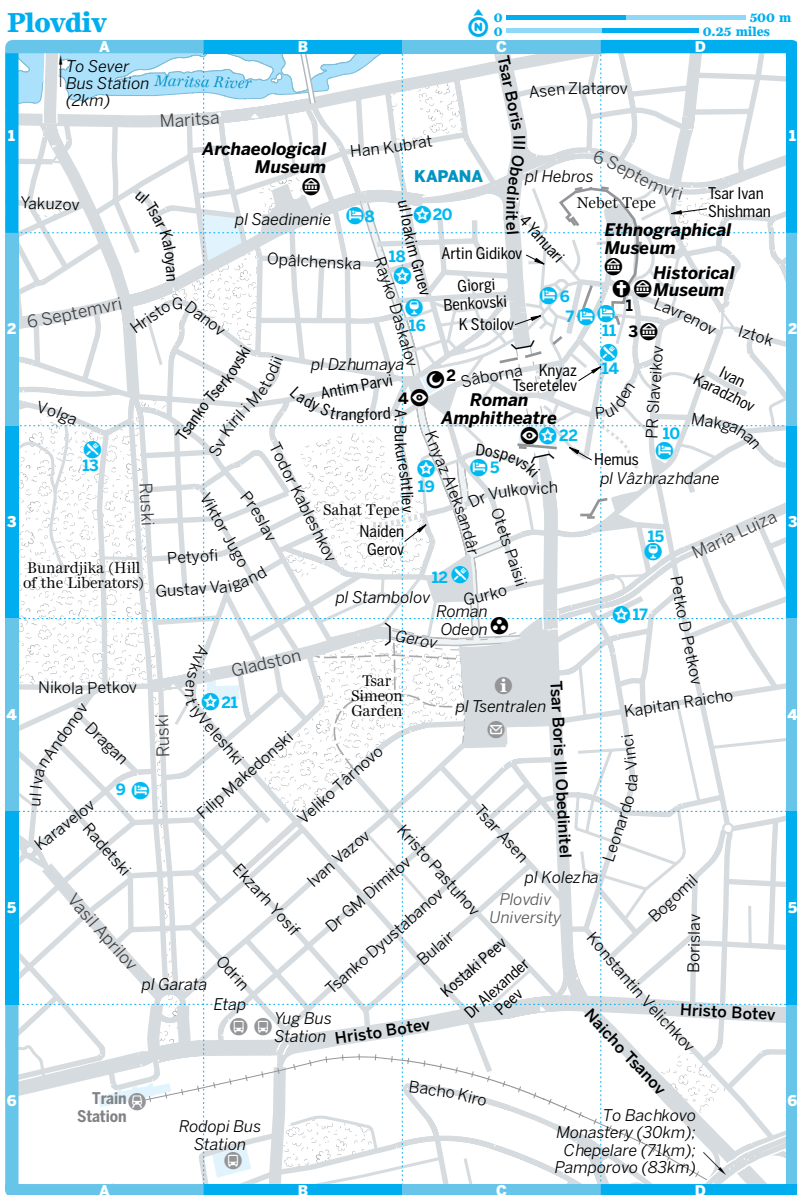 Plovdiv
N
0 500 m
0 0.25 miles
A B C D
To Sever
Bus Station
(2km)
Maritsa River
Asen Zlatarov
Maritsa
Tsar Boris III Obedinitel
1 1
Han Kubrat
Archaeological
Museum
KAPANA
pl Hebros
6 Septemvri
Nebet Tepe
Tsar Ivan
Shishman
Yakuzov
ul Tsar Kaloyan
pl Saedinenie
8
ul Ioakim Gruev
20
4 Yanuari
Ethnographical
Museum
Artin Gidikov
18
Opâlchenska
Rayko Daskalov
Historical
Museum
Giorgi
Benkovski
6
1
16
K Stoilov
7
11
3
Lavrenov
Iztok
6 Septemvri
Hristo G Danov
2 2
14
Knyaz
Tseretelev
pl Dzhumaya
2
Sâborna
Antim Parvi
Lady Strangford
4
Roman
Amphitheatre
Tsanko Tserkovski
Sv Kiril i Metodii
Pulden
PR Slaveikov
Ivan
Karadzhov
Makgahan
Volga
13
A. Bukureshtliev
Knyaz Aleksandâr
22
10
Hemus
pl Vâzhrazhdane
Dospevski
5
19
Dr Vulkovich
Todor Kableshkov
Sahat Tepe
Naiden
Gerov
Ruski
Viktor Jugo
Preslav
Otets Paisii
3 3
15
Maria Luiza
Petyofi
Bunardjika (Hill
of the Liberators)
Gustav Vaigand
12
Gurko
pl Stambolov
Roman
Odeon
17
Petko D Petkov
Gerov
Gladston
Avksentiy Veleshki
Nikola Petkov
21
Tsar
Simeon
Garden
pl Tsentralen
Tsar Boris III Obedinitel
Kapitan Raicho
4 4
ul Ivan Andonov
Dragan
Ruski
Filip Makedonski
Veliko Târnovo
Leonardo da Vinci
9
Karavelov
Radetski
Tsar Asen
Ivan Vazov
Kristo Pastuhov
Ekzarh Yosif
Dr GM Dimitov
pl Kolezha
Plovdiv
University
Bogomil
5 5
Vasil Aprilov
Tsanko Dyustabanov
Bulair
Kostaki Peev
Dr Alexander
Peev
Konstantin Velichkov
Borislav
Odrin
pl Garata
Etap
Yug Bus
Station
Hristo Botev
Hristo Botev
Naicho Tsanov
Train
Station
6 6
Bacho Kiro
Rodopi Bus
Station
To Bachkovo
Monastery (30km);
Chepelare (71km);
Pamporovo (83km)
A B C D